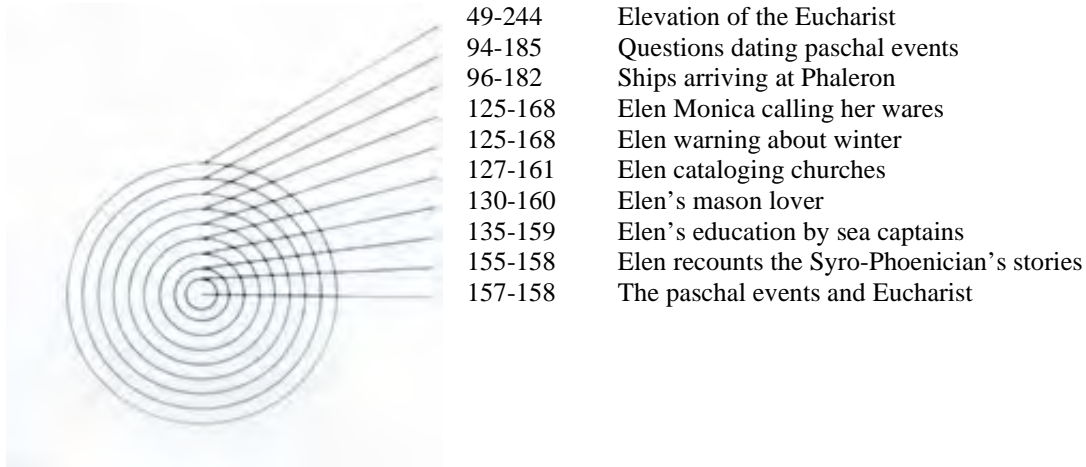 49-244 Elevation of the Eucharist
94-185 Questions dating paschal events
96-182 Ships arriving at Phaleron
125-168 Elen Monica calling her wares
125-168 Elen warning about winter
127-161 Elen cataloging churches
130-160 Elen’s mason lover
135-159 Elen’s education by sea captains
155-158 Elen recounts the Syro-Phoenician’s stories
157-158 The paschal events and Eucharist